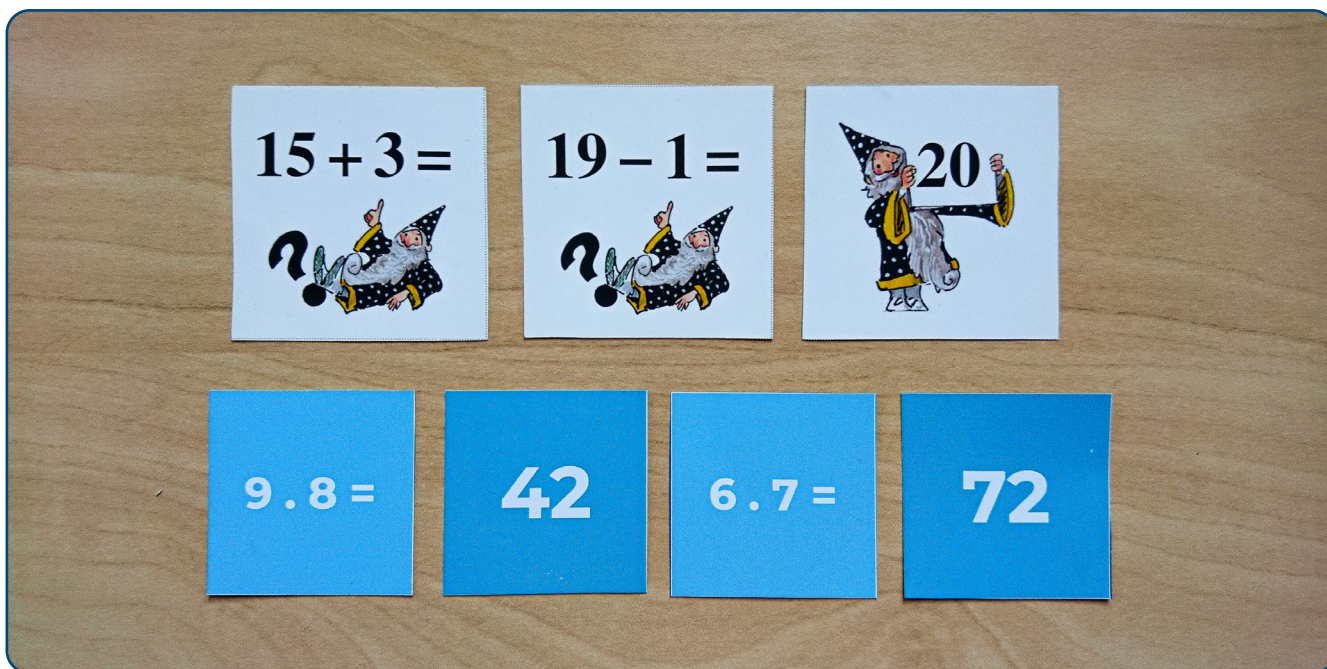 15 + 3 =
?
19 – 1 =
?
20
9 . 8 =
42
6 . 7 =
72